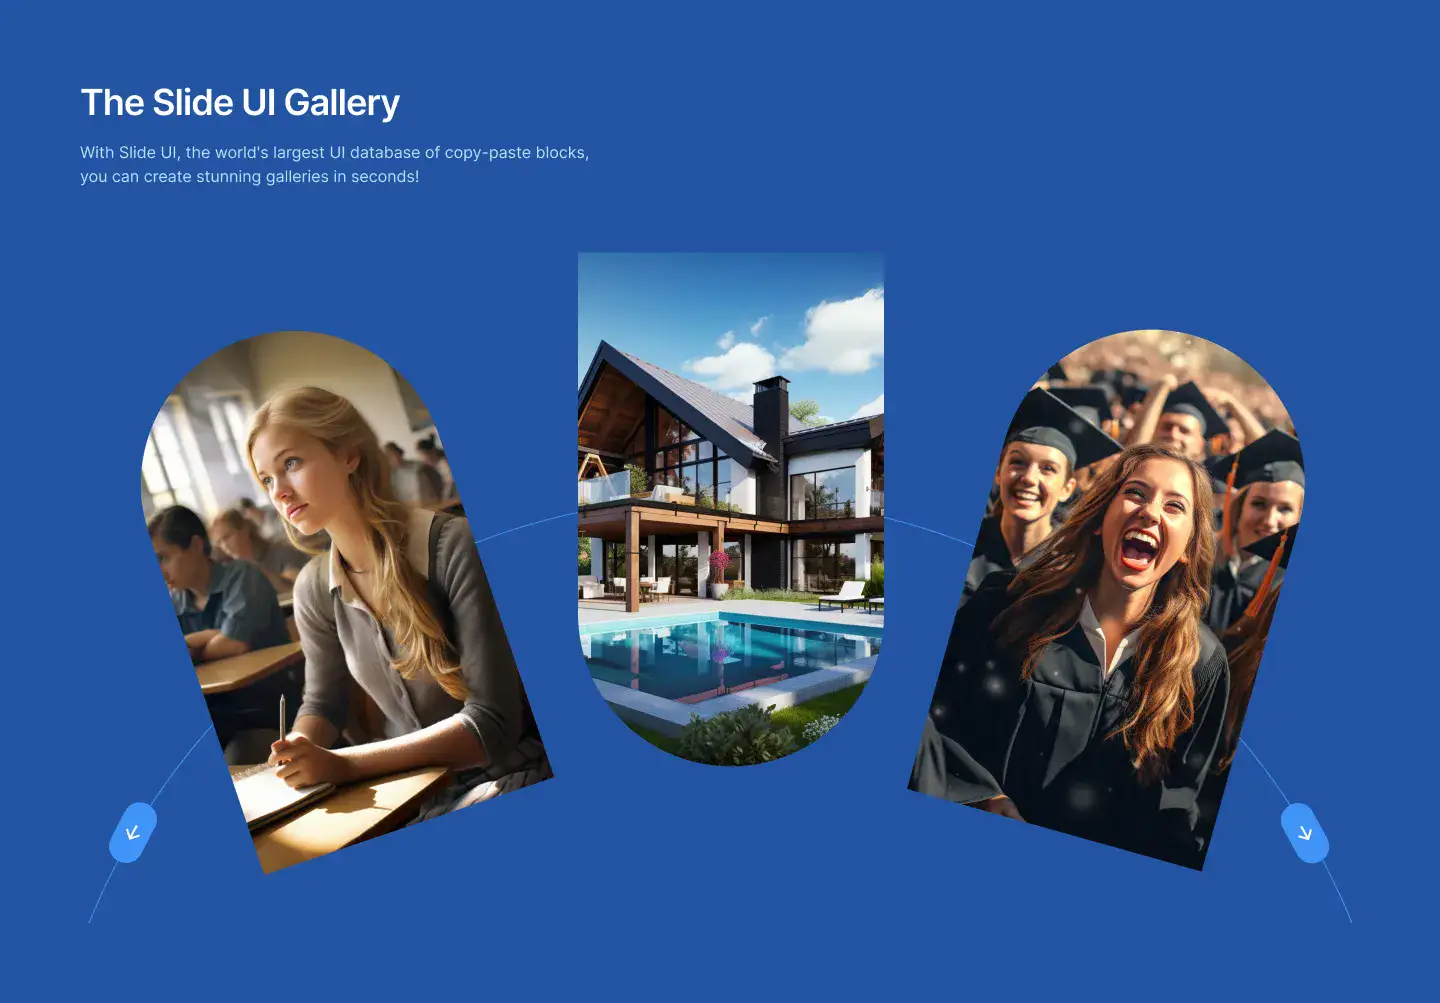 The Slide UI Gallery
With Slide UI, the world's largest UI database of copy-paste blocks,
you can create stunning galleries in seconds!